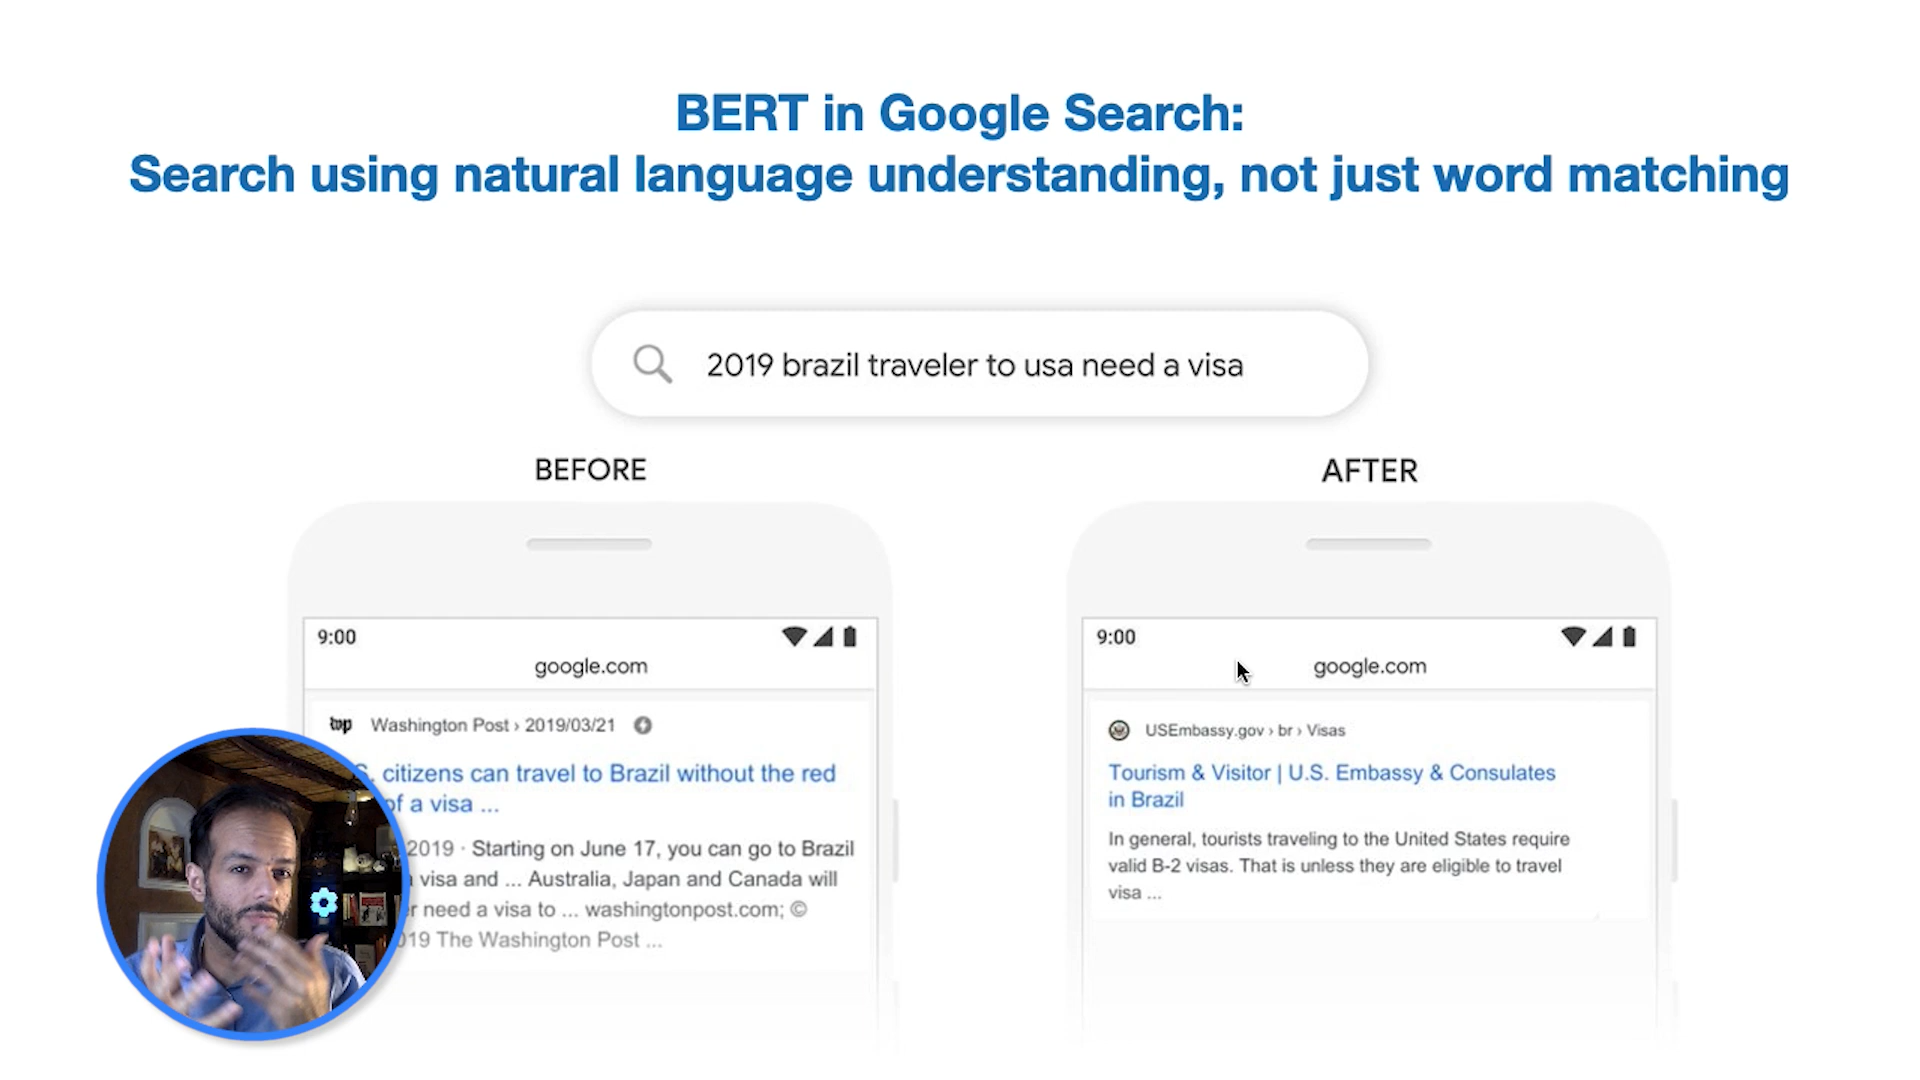 BERT in Google Search:
Search using natural language understanding, not just word matching
2019 brazil traveler to usa need a visa
BEFORE
AFTER
9:00
google.com
wp Washington Post › 2019/03/21
S. citizens can travel to Brazil without the red
of a visa ...
2019 · Starting on June 17, you can go to Brazil
visa and ... Australia, Japan and Canada will
need a visa to ... washingtonpost.com; ©
2019 The Washington Post ...
9:00
google.com
USEmbassy.gov › br › Visas
Tourism & Visitor | U.S. Embassy & Consulates
in Brazil
In general, tourists traveling to the United States require
valid B-2 visas. That is unless they are eligible to travel
visa ...